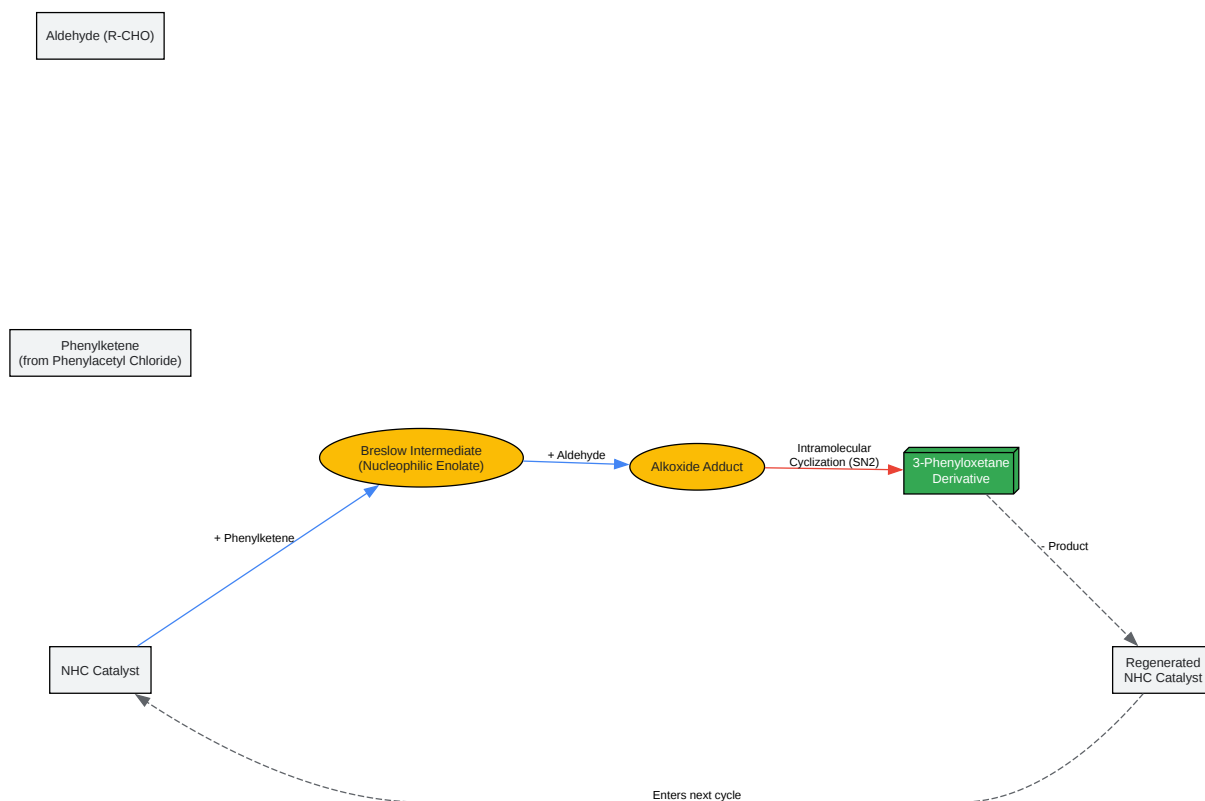 Aldehyde (R-CHO)
Phenylketene
(from Phenylacetyl Chloride)
Breslow Intermediate
(Nucleophilic Enolate)
+ Aldehyde
Alkoxide Adduct
Intramolecular
Cyclization (SN2)
3-Phenyloxetane
Derivative
+ Phenylketene
- Product
NHC Catalyst
Regenerated
NHC Catalyst
Enters next cycle